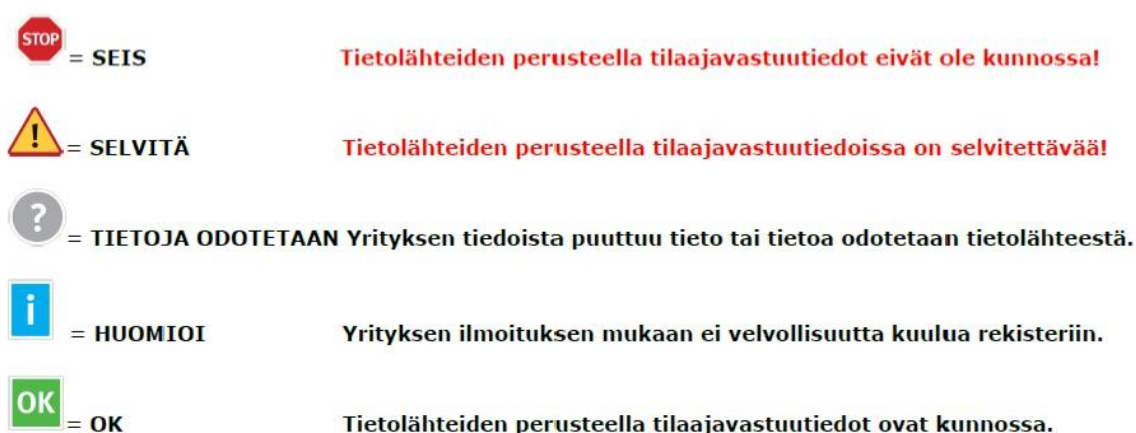 STOP = SEIS Tietolähteiden perusteella tilaajavastuutiedot eivät ole kunnossa!
! = SELVITÄ Tietolähteiden perusteella tilaajavastuutiedoissa on selvitettävää!
? = TIETOJA ODOTETAAN Yrityksen tiedoista puuttuu tieto tai tietoa odotetaan tietolähteestä.
i = HUOMIOI Yrityksen ilmoituksen mukaan ei velvollisuutta kuulua rekisteriin.
OK = OK Tietolähteiden perusteella tilaajavastuutiedot ovat kunnossa.